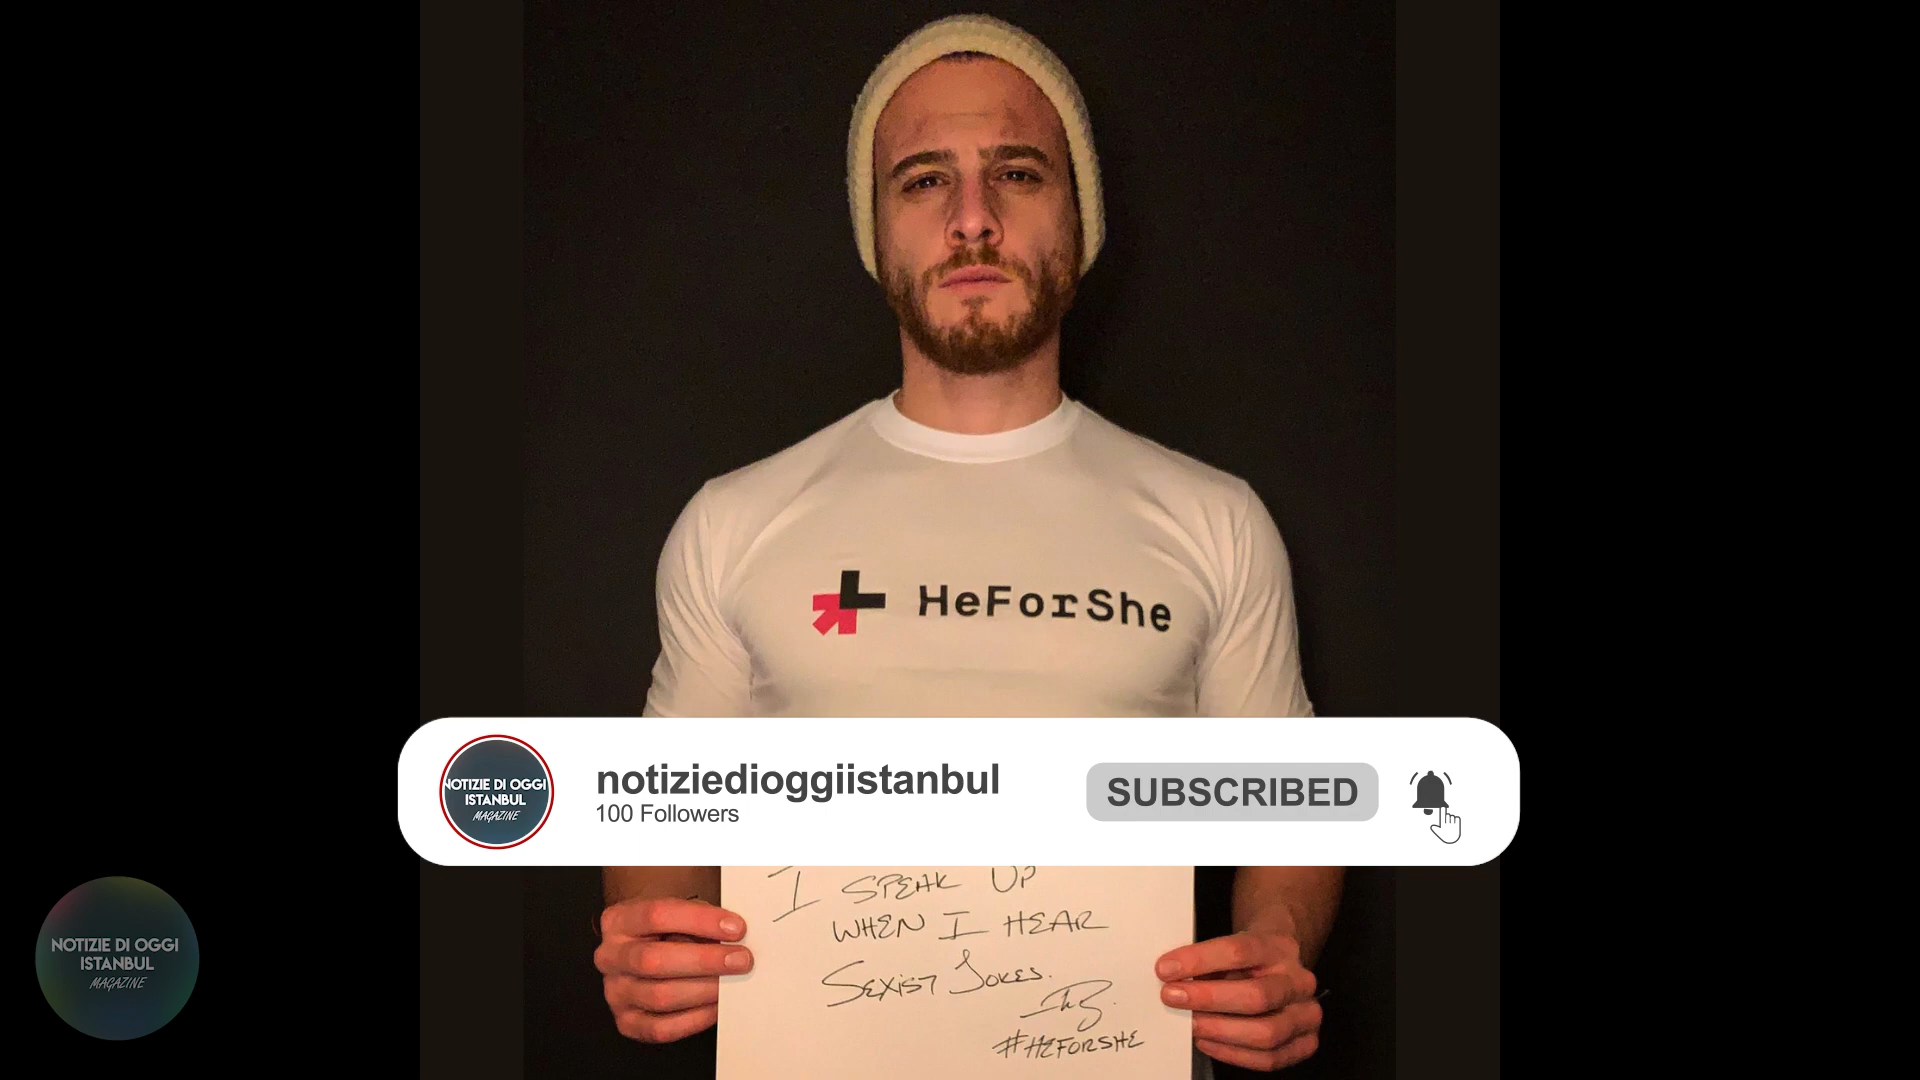 HeForShe
NOTIZIE DI OGGI
ISTANBUL
MAGAZINE
notiziedioggiistanbul
100 Followers
SUBSCRIBED
I SPEAK UP
WHEN I HEAR
SEXIST JOKES.
#HEFORSHE
NOTIZIE DI OGGI
ISTANBUL
MAGAZINE